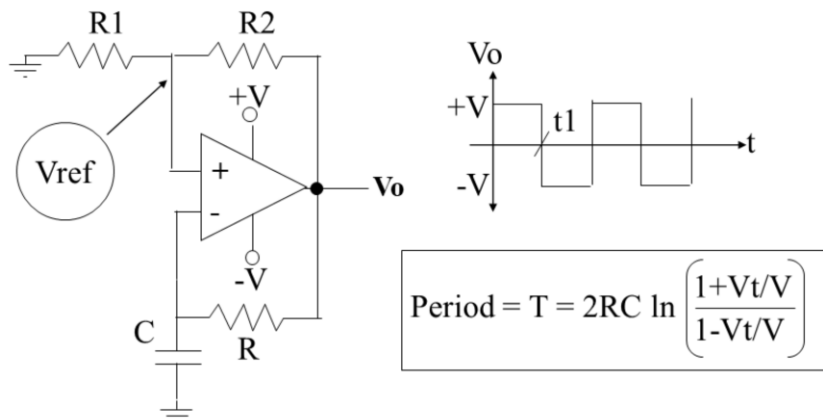 R1
R2
Vref
+V
+
-
-V
Vo
C
R
Vo
+V
t1
t
-V
Period = T = 2RC ln (1+Vt/V
1-Vt/V)